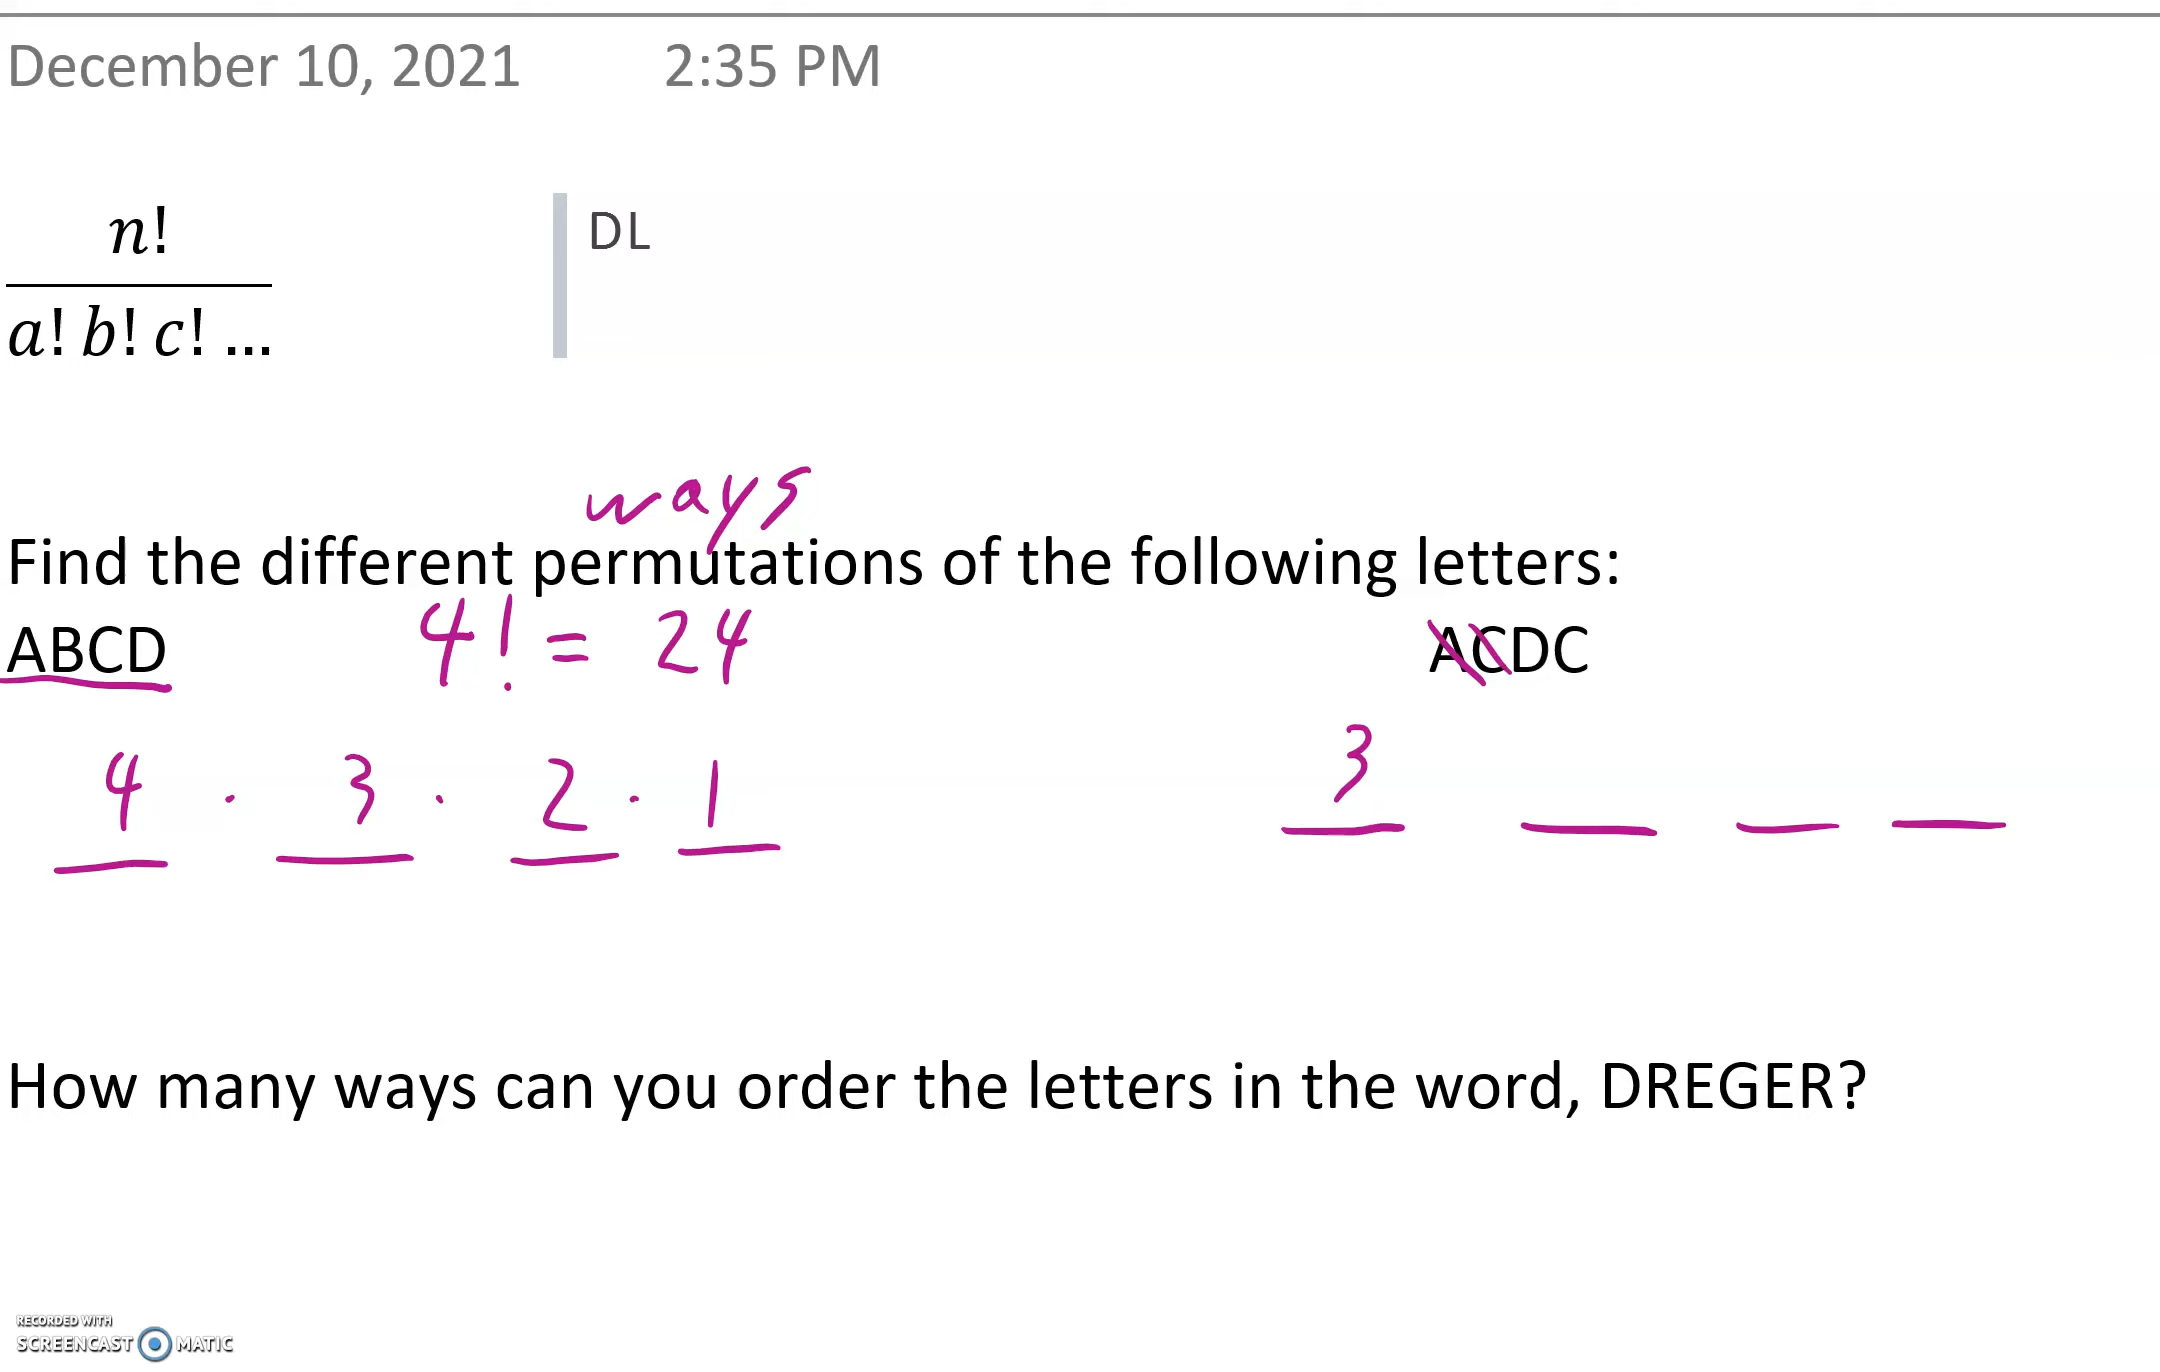 December 10, 2021 2:35 PM
n!
a! b! c! ...
DL
ways
Find the different permutations of the following letters:
ABCD 4! = 24 ACDC
4 · 3 · 2 · 1 3
How many ways can you order the letters in the word, DREGER?
RECORDED WITH
SCREENCAST MATIC